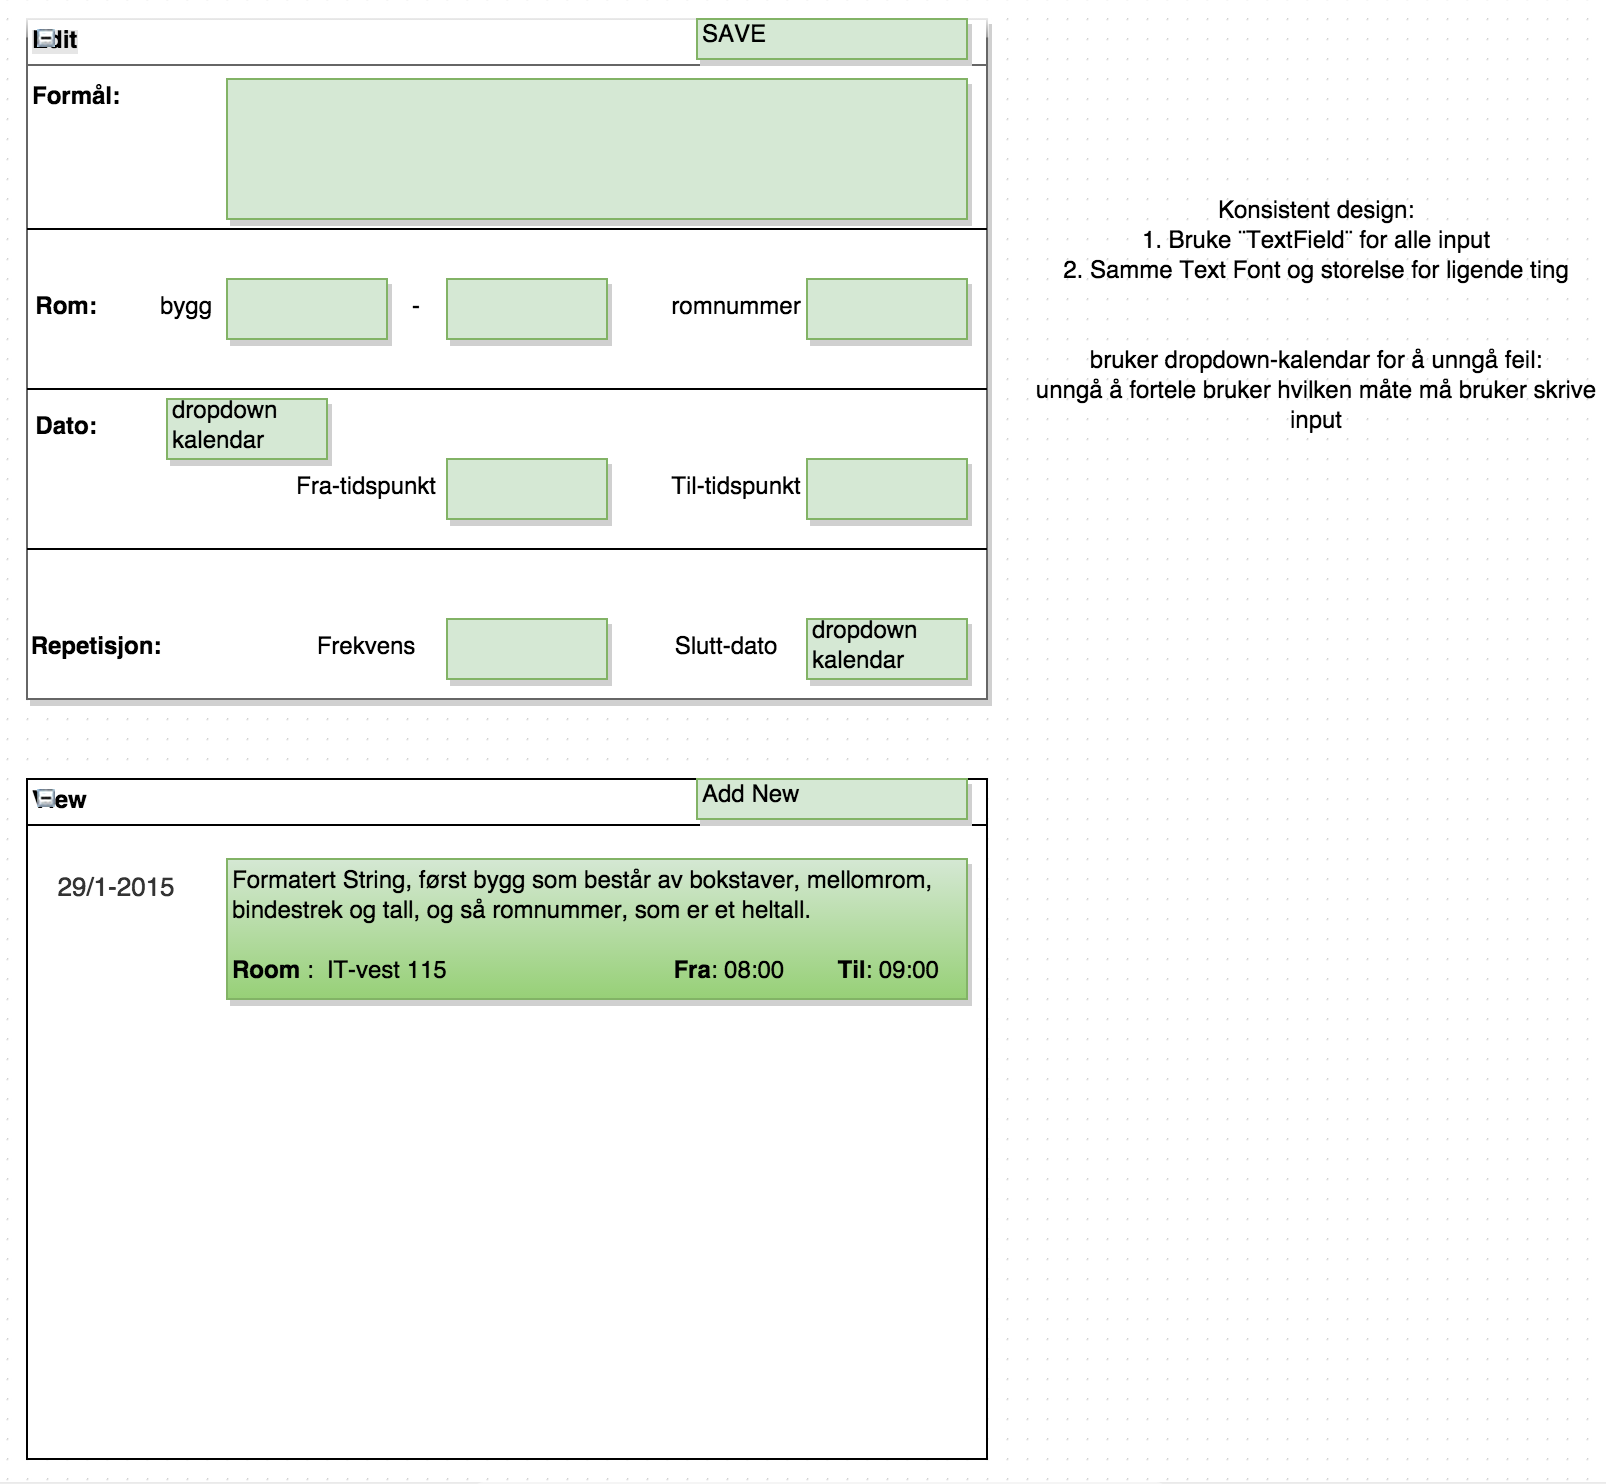 Edit
SAVE
Formål:
Rom:
bygg
-
romnummer
Dato:
dropdown
kalendar
Fra-tidspunkt
Til-tidspunkt
Repetisjon:
Frekvens
Slutt-dato
dropdown
kalendar
Konsistent design:
1. Bruke ¨TextField¨ for alle input
2. Samme Text Font og storelse for ligende ting
bruker dropdown-kalendar for å unngå feil:
unngå å fortele bruker hvilken måte må bruker skrive
input
View
Add New
29/1-2015
Formatert String, først bygg som består av bokstaver, mellomrom,
bindestrek og tall, og så romnummer, som er et heltall.
Room : IT-vest 115 Fra: 08:00 Til: 09:00